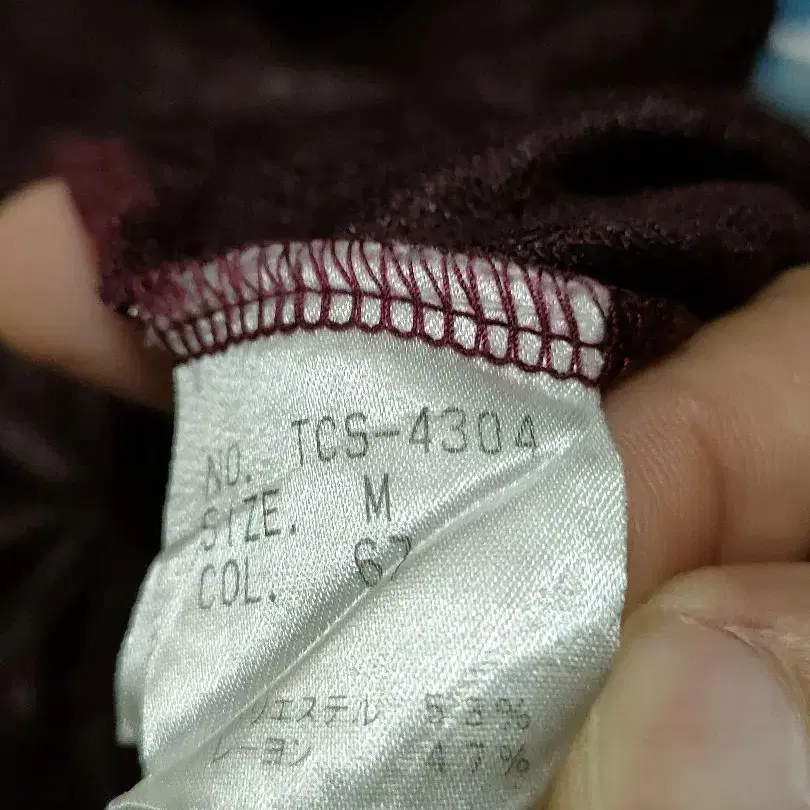 NO. TCS-4304
SIZE. M
COL. 67
リエステル 53%
レーヨン 47%